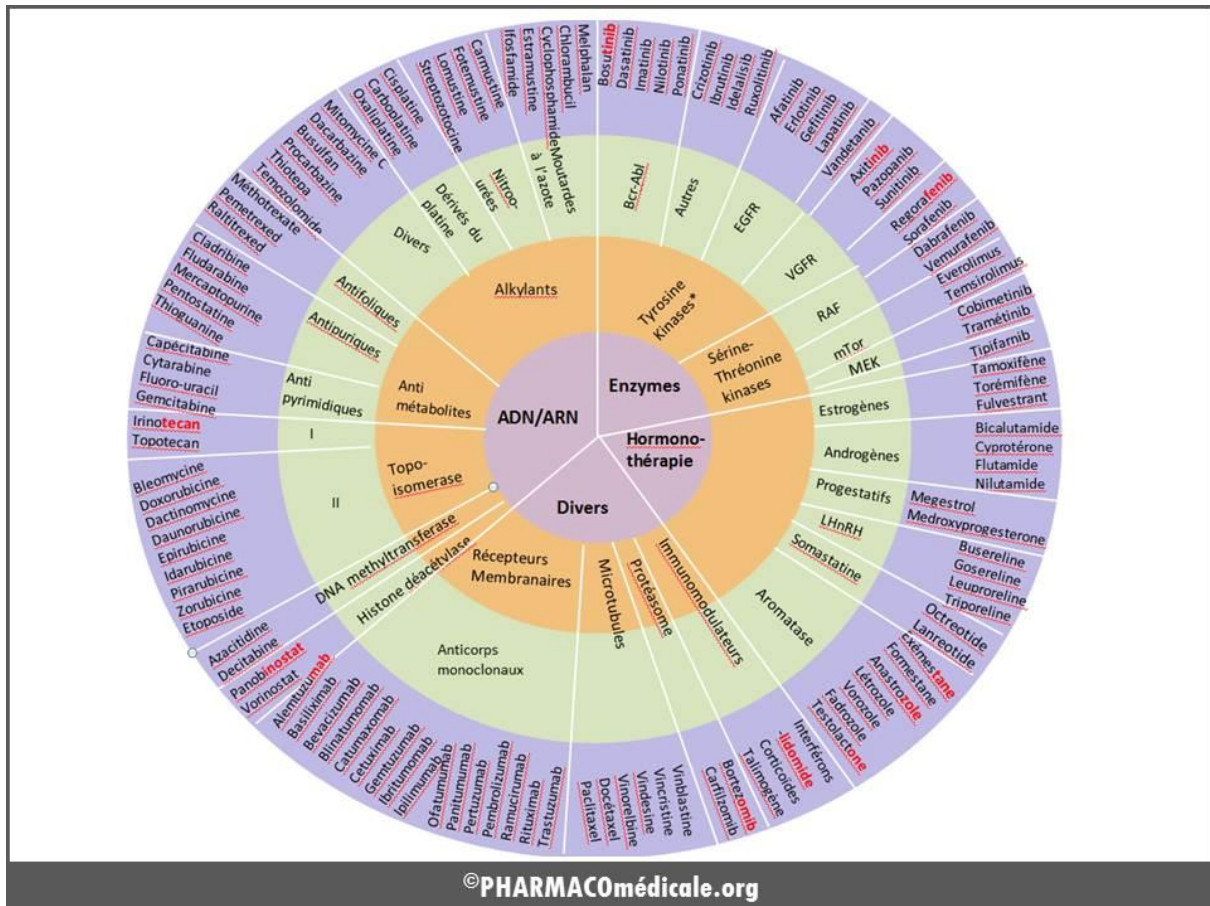 ADN/ARN
Enzymes
Hormono-
thérapie
Divers
Alkylants
Tyrosine
Kinases*
Sérine-
Thréonine
kinases
Anti
métabolites
Topo-
isomerase
DNA methyltransferase
Histone déacétylase
Récepteurs
Membranaires
Microtubules
Protéasome
Immunomodulateurs
Bcr-Abl
Autres
EGFR
VGFR
RAF
mTor
MEK
Estrogènes
Androgènes
Progestatifs
LHnRH
Somastatine
Aromatase
Anticorps
monoclonaux
II
I
Anti
pyrimidiques
Antipuriques
Antifoliques
Divers
Dérivés du
platine
Nitroo-
urées
Moutardes
à l'azote
Bosutinib
Dasatinib
Imatinib
Nilotinib
Ponatinib
Crizotinib
Ibrutinib
Idelalisib
Ruxolitinib
Afatinib
Erlotinib
Gefitinib
Lapatinib
Vandetanib
Axitinib
Pazopanib
Sunitinib
Regorafenib
Sorafenib
Dabrafenib
Vemurafenib
Everolimus
Temsirolimus
Cobimetinib
Tramétinib
Tipifarnib
Tamoxifène
Torémifène
Fulvestrant
Bicalutamide
Cyprotérone
Flutamide
Nilutamide
Megestrol
Medroxyprogesterone
Busereline
Gosereline
Leuproreline
Triporeline
Octreotide
Lanreotide
exémestane
Formestane
Anastrozole
Létrozole
Vorozole
Fadrozole
Testolactone
Interférons
-lidomide
Corticoïdes
Talimogène
Bortezomib
Carfilzomib
Vinblastine
Vincristine
Vindesine
Vinorelbine
Docétaxel
Paclitaxel
Trastuzumab
Rituximab
Ramucirumab
Pembrolizumab
Pertuzumab
Panitumumab
Ofatumumab
Ipilimumab
Ibritumomab
Gemtuzumab
Cetuximab
Catumaxomab
Blinatumomab
Bevacizumab
Basiliximab
Alemtuzumab
Vorinostat
Panobinostat
Decitabine
Azacitidine
Etoposide
Zorubicine
Pirarubicine
Idarubicine
Epirubicine
Daunorubicine
Dactinomycine
Doxorubicine
Bleomycine
Topotecan
Irinotecan
Gemcitabine
Fluoro-uracil
Cytarabine
Capécitabine
Thioguanine
Pentostatine
Mercaptopurine
Fludarabine
Cladribine
Raltitrexed
Pemetrexed
Méthotrexate
Temozolomide
Thiotepa
Procarbazine
Busulfan
Dacarbazine
Mitomycine C
Oxaliplatine
Carboplatine
Cisplatine
Streptozotocine
Lomustine
Fotemustine
Carmustine
Ifosfamide
Estramustine
Cyclophosphamide
Chlorambucil
Melphalan
©PHARMACOmédicale.org